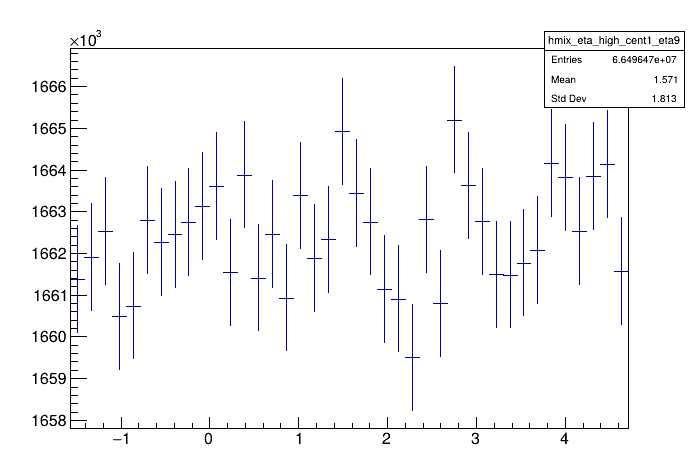 ×10³
hmix_eta_high_cent1_eta9
Entries 6.649647e+07
Mean 1.571
Std Dev 1.813
1666
1665
1664
1663
1662
1661
1660
1659
1658
−1 0 1 2 3 4